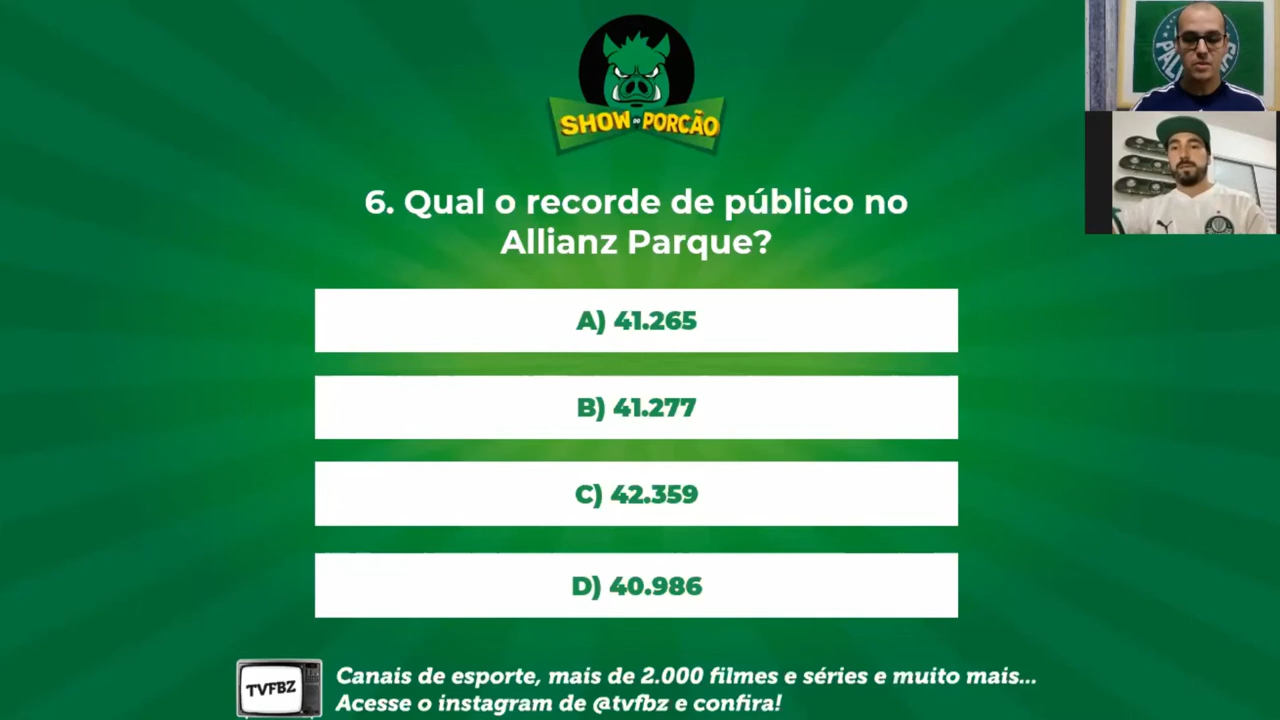 SHOW DO PORCÃO
6. Qual o recorde de público no
Allianz Parque?
A) 41.265
B) 41.277
C) 42.359
D) 40.986
TVFBZ
Canais de esporte, mais de 2.000 filmes e séries e muito mais...
Acesse o instagram de @tvfbz e confira!